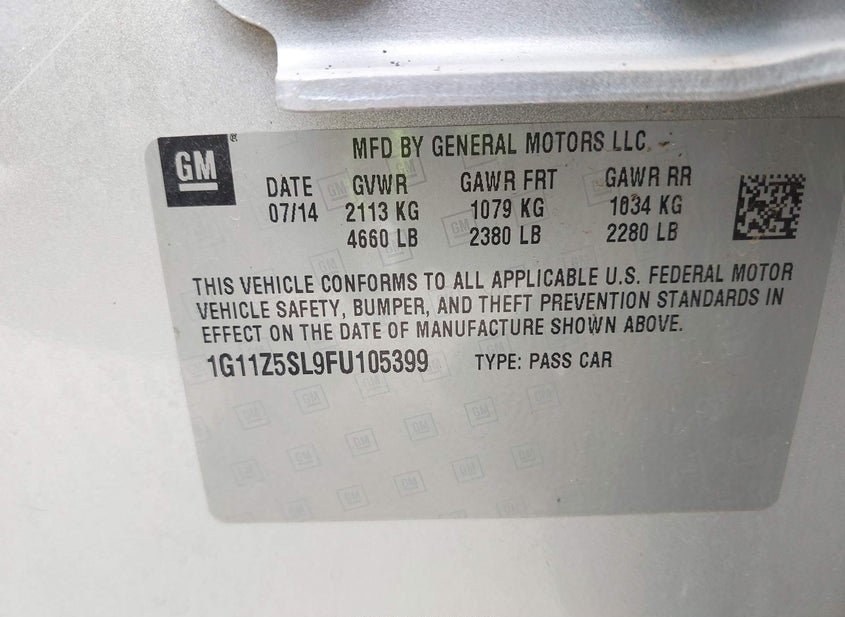 GM
MFD BY GENERAL MOTORS LLC
DATE GVWR GAWR FRT GAWR RR
07/14 2113 KG 1079 KG 1034 KG
4660 LB 2380 LB 2280 LB
THIS VEHICLE CONFORMS TO ALL APPLICABLE U.S. FEDERAL MOTOR
VEHICLE SAFETY, BUMPER, AND THEFT PREVENTION STANDARDS IN
EFFECT ON THE DATE OF MANUFACTURE SHOWN ABOVE.
1G11Z5SL9FU105399 TYPE: PASS CAR